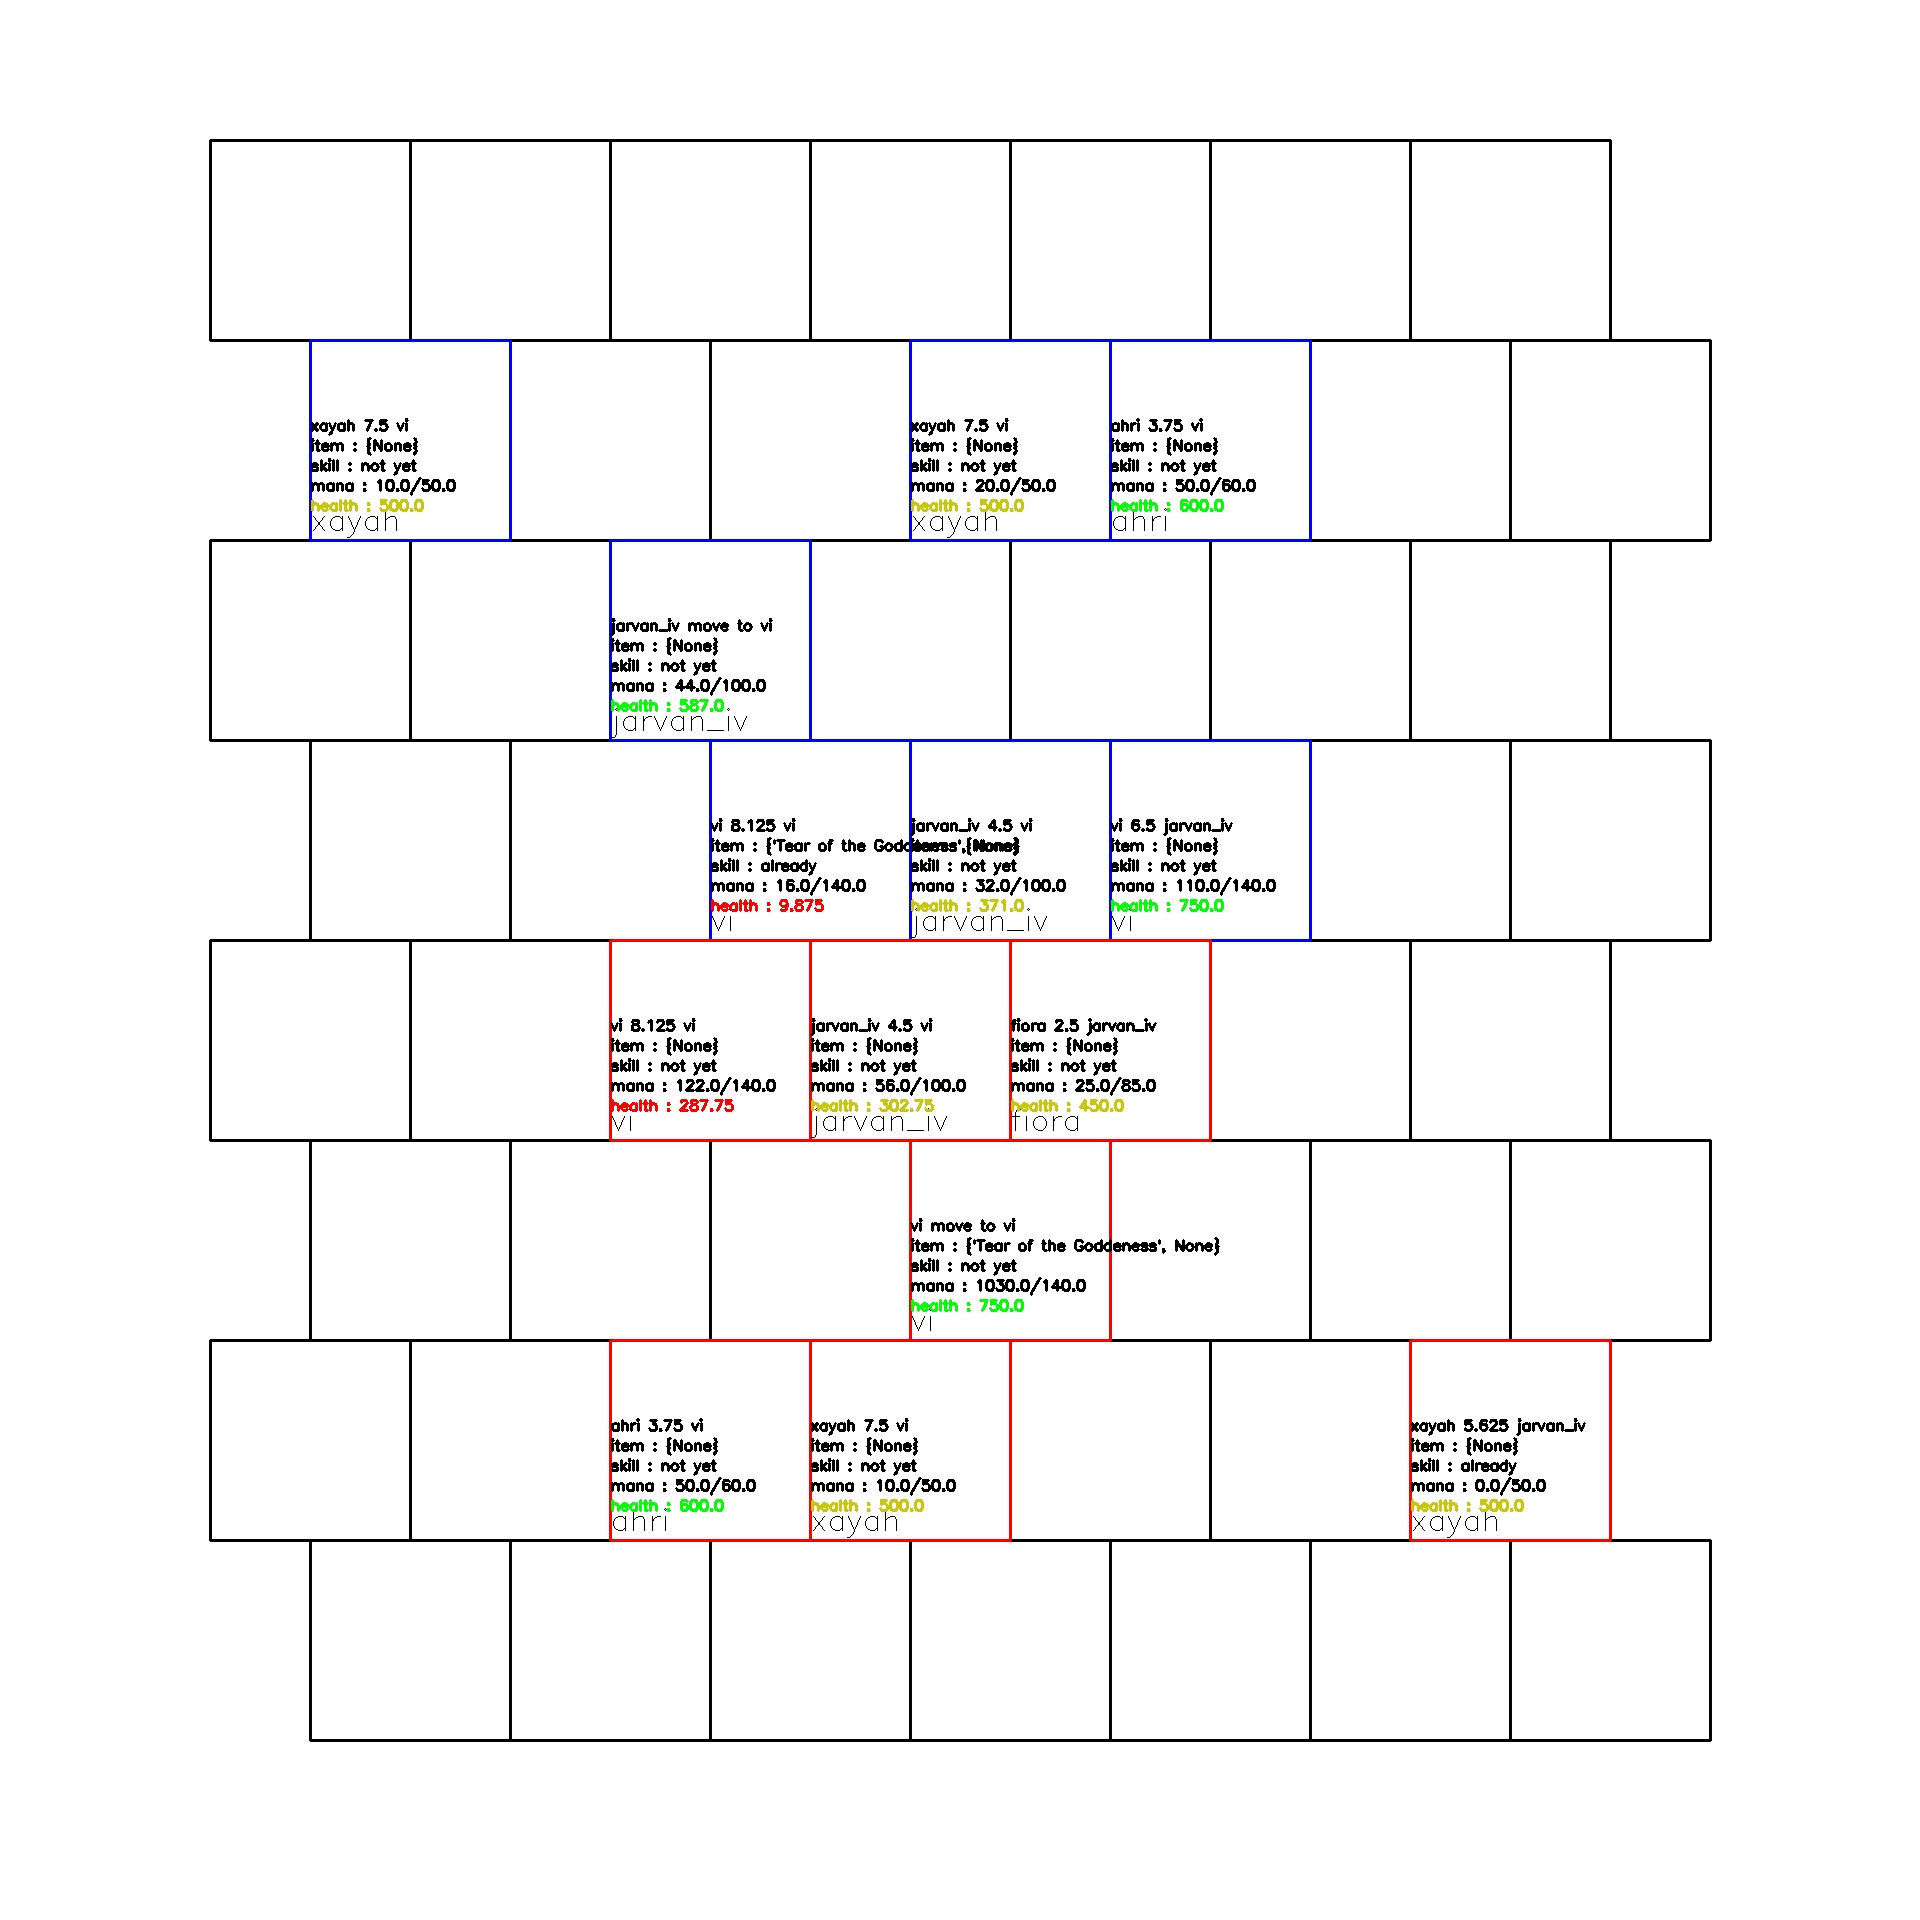 xayah 7.5 vi
item : {None}
skill : not yet
mana : 10.0/50.0
health : 500.0
xayah
xayah 7.5 vi
item : {None}
skill : not yet
mana : 20.0/50.0
health : 500.0
xayah
ahri 3.75 vi
item : {None}
skill : not yet
mana : 50.0/60.0
health : 600.0
ahri
jarvan_iv move to vi
item : {None}
skill : not yet
mana : 44.0/100.0
health : 587.0
jarvan_iv
vi 8.125 vi
item : {'Tear of the Goddeness', None}
skill : already
mana : 16.0/140.0
health : 9.875
vi
jarvan_iv 4.5 vi
item : {None}
skill : not yet
mana : 32.0/100.0
health : 371.0
jarvan_iv
vi 6.5 jarvan_iv
item : {None}
skill : not yet
mana : 110.0/140.0
health : 750.0
vi
vi 8.125 vi
item : {None}
skill : not yet
mana : 122.0/140.0
health : 287.75
vi
jarvan_iv 4.5 vi
item : {None}
skill : not yet
mana : 56.0/100.0
health : 302.75
jarvan_iv
fiora 2.5 jarvan_iv
item : {None}
skill : not yet
mana : 25.0/85.0
health : 450.0
fiora
vi move to vi
item : {'Tear of the Goddeness', None}
skill : not yet
mana : 1030.0/140.0
health : 750.0
vi
ahri 3.75 vi
item : {None}
skill : not yet
mana : 50.0/60.0
health : 600.0
ahri
xayah 7.5 vi
item : {None}
skill : not yet
mana : 10.0/50.0
health : 500.0
xayah
xayah 5.625 jarvan_iv
item : {None}
skill : already
mana : 0.0/50.0
health : 500.0
xayah